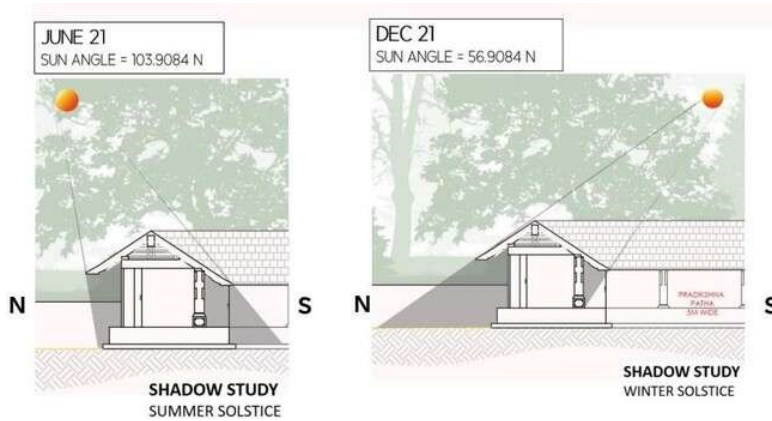 JUNE 21
SUN ANGLE = 103.9084 N
DEC 21
SUN ANGLE = 56.9084 N
N
S
N
S
PRADKSHNA
PATHA
3M WIDE
SHADOW STUDY
SUMMER SOLSTICE
SHADOW STUDY
WINTER SOLSTICE